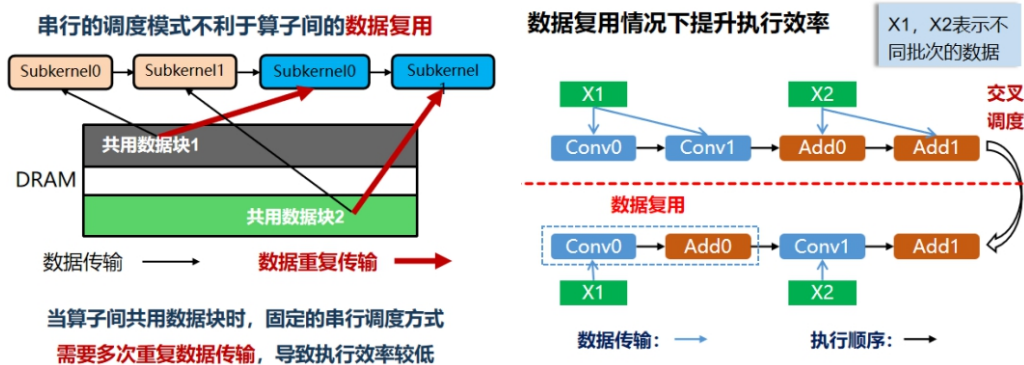 串行的调度模式不利于算子间的数据复用
Subkernel0
Subkernel1
Subkernel0
Subkernel
1
共用数据块1
DRAM
共用数据块2
数据传输
数据重复传输
当算子间共用数据块时，固定的串行调度方式
需要多次重复数据传输，导致执行效率较低
数据复用情况下提升执行效率
X1，X2表示不
同批次的数据
X1
X2
交叉
调度
Conv0
Conv1
Add0
Add1
数据复用
Conv0
Add0
Conv1
Add1
X1
X2
数据传输：
执行顺序：